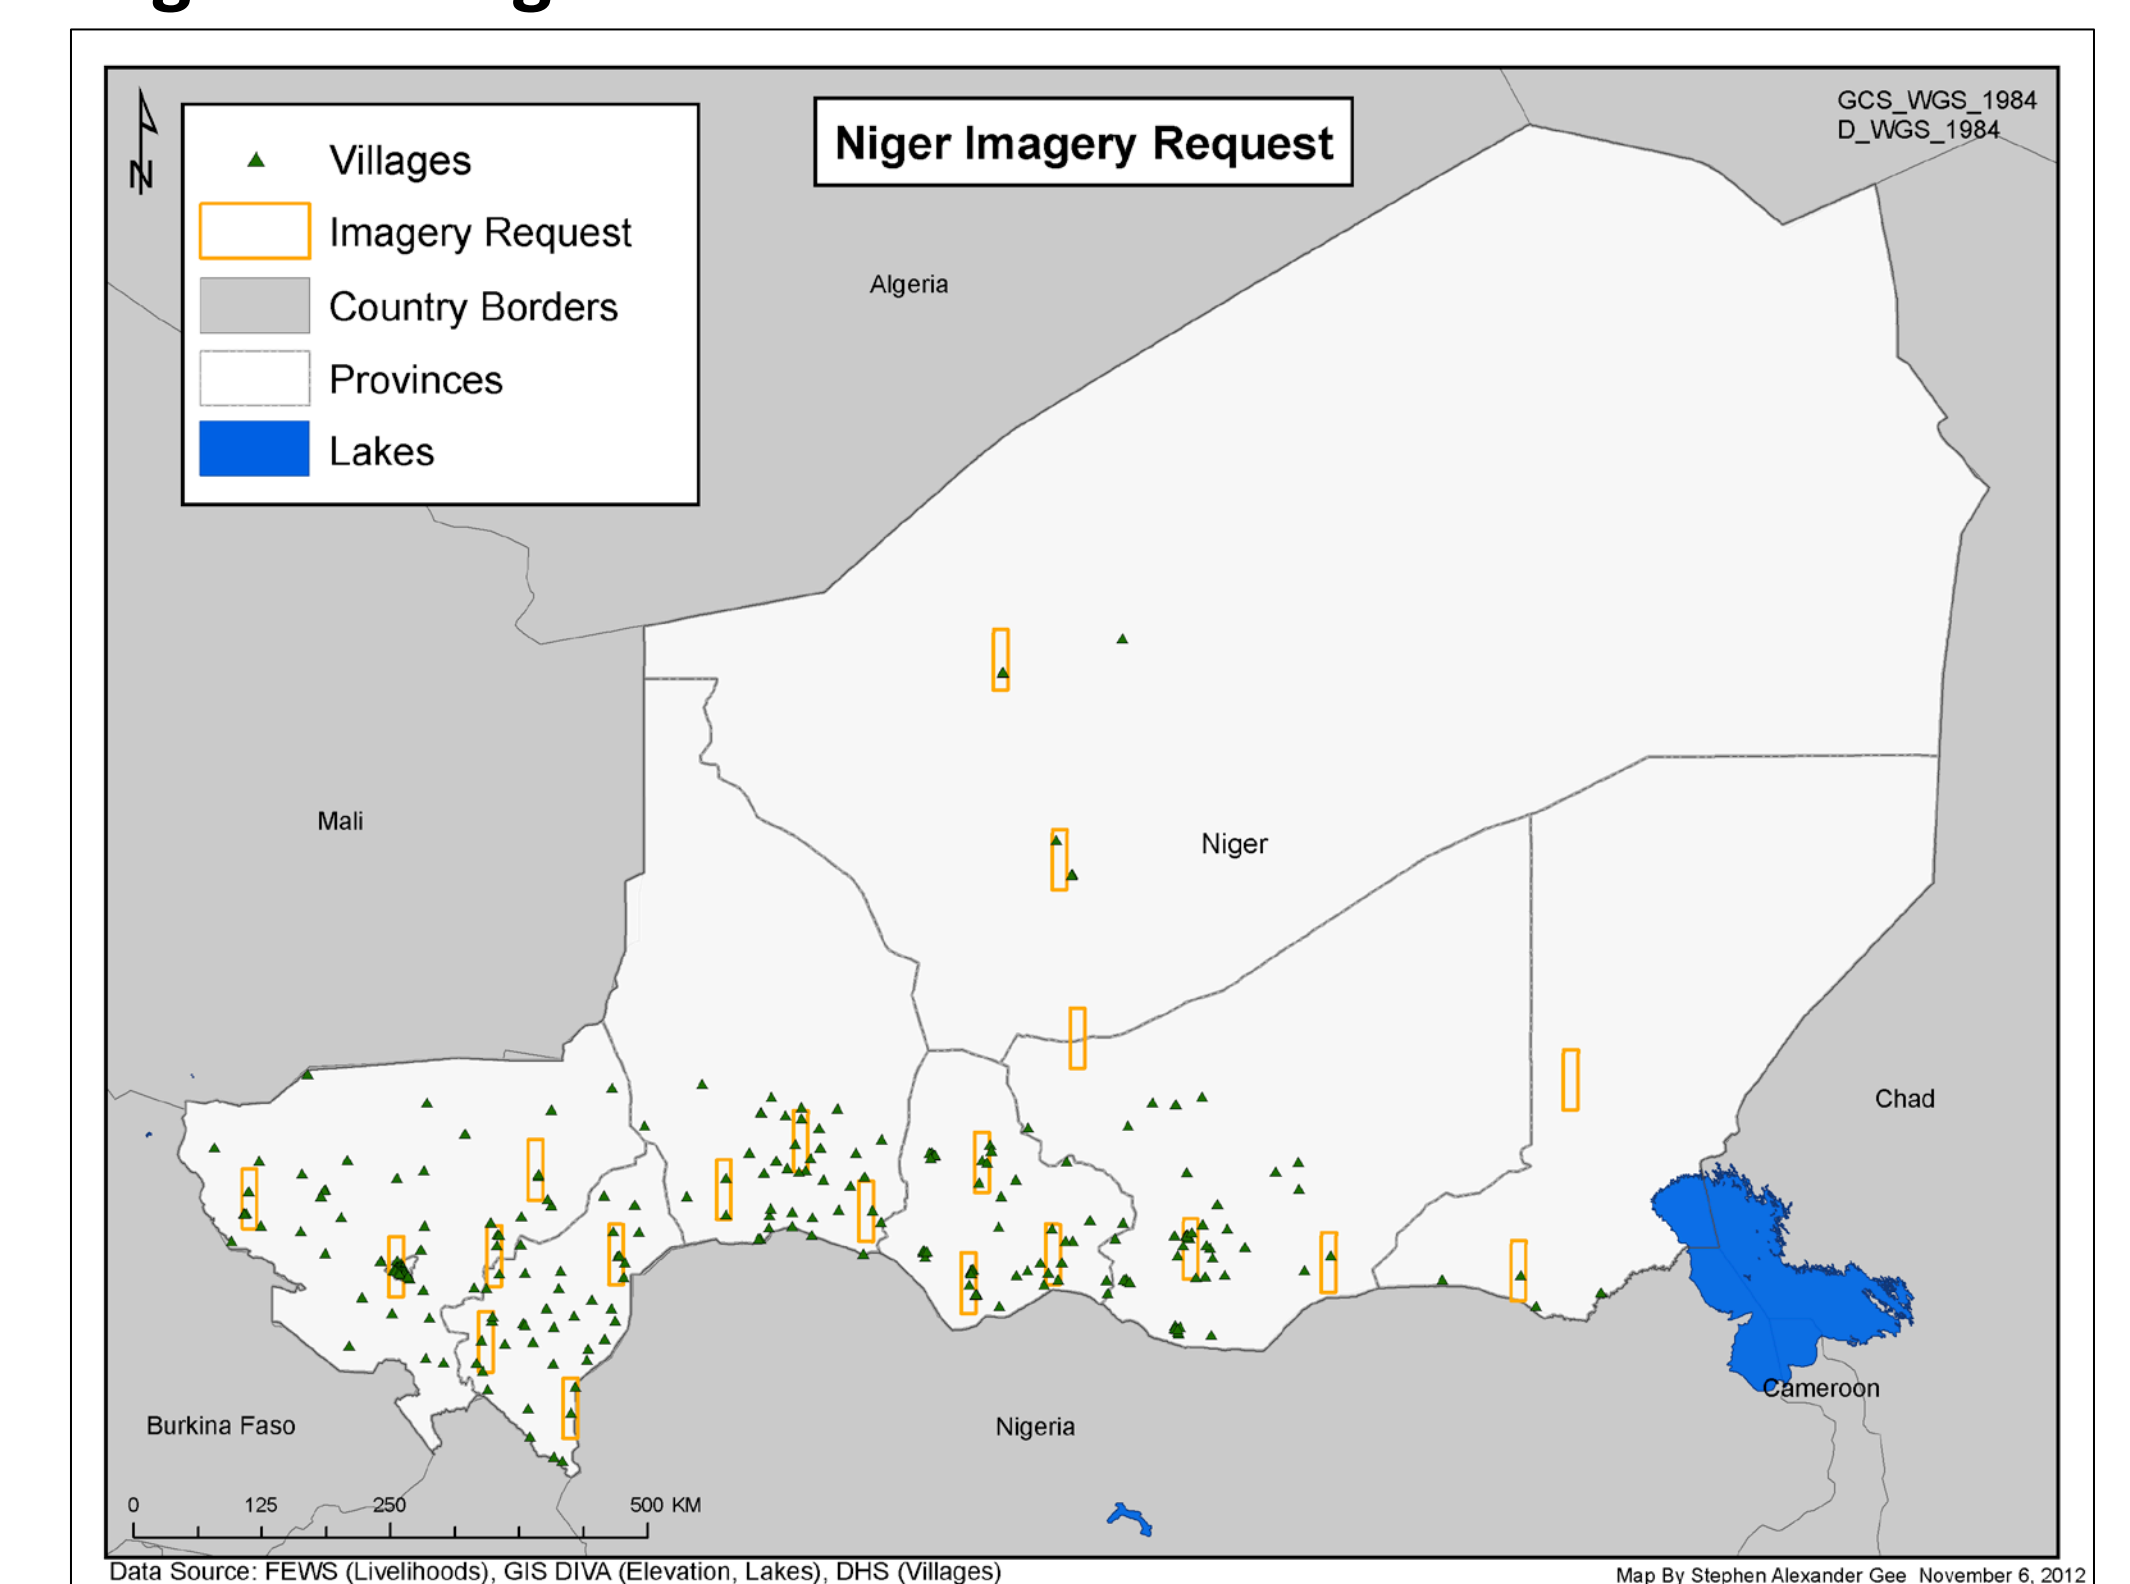 GCS_WGS_1984
D_WGS_1984
Niger Imagery Request
N
Villages
Imagery Request
Country Borders
Provinces
Lakes
Algeria
Mali
Niger
Chad
Cameroon
Burkina Faso
Nigeria
0 125 250 500 KM
Data Source: FEWS (Livelihoods), GIS DIVA (Elevation, Lakes), DHS (Villages)
Map By Stephen Alexander Gee November 6, 2012